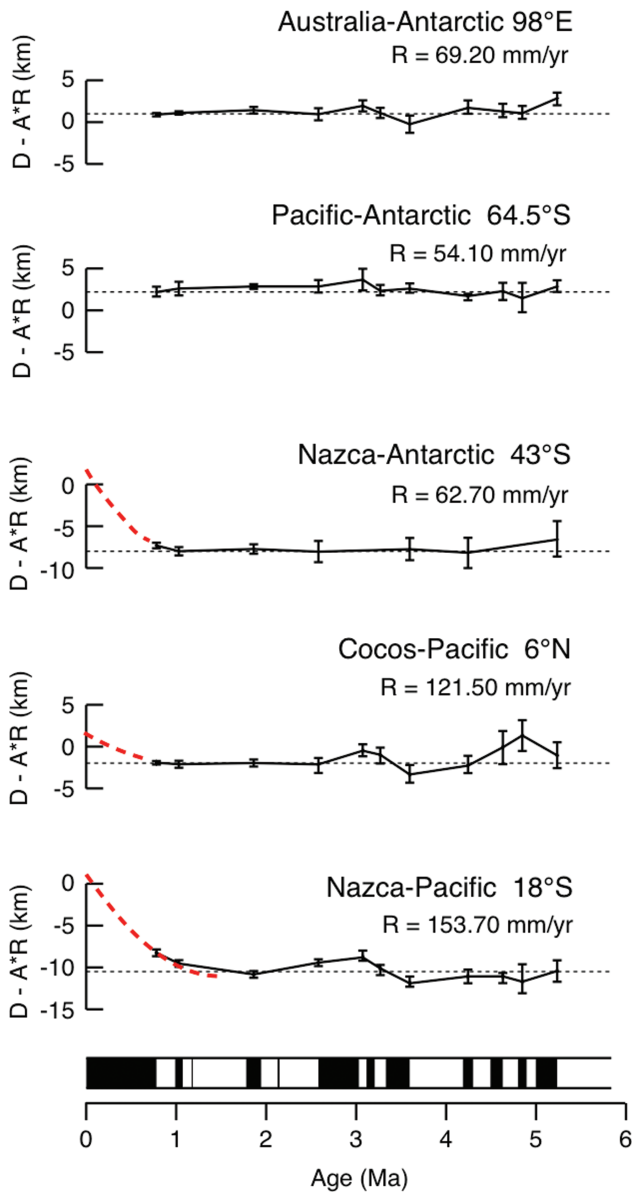 Australia-Antarctic 98°E
R = 69.20 mm/yr
D - A*R (km)
5
0
-5
Pacific-Antarctic 64.5°S
R = 54.10 mm/yr
D - A*R (km)
5
0
-5
Nazca-Antarctic 43°S
R = 62.70 mm/yr
D - A*R (km)
0
-5
-10
Cocos-Pacific 6°N
R = 121.50 mm/yr
D - A*R (km)
5
0
-5
Nazca-Pacific 18°S
R = 153.70 mm/yr
D - A*R (km)
0
-5
-10
-15
0 1 2 3 4 5 6
Age (Ma)